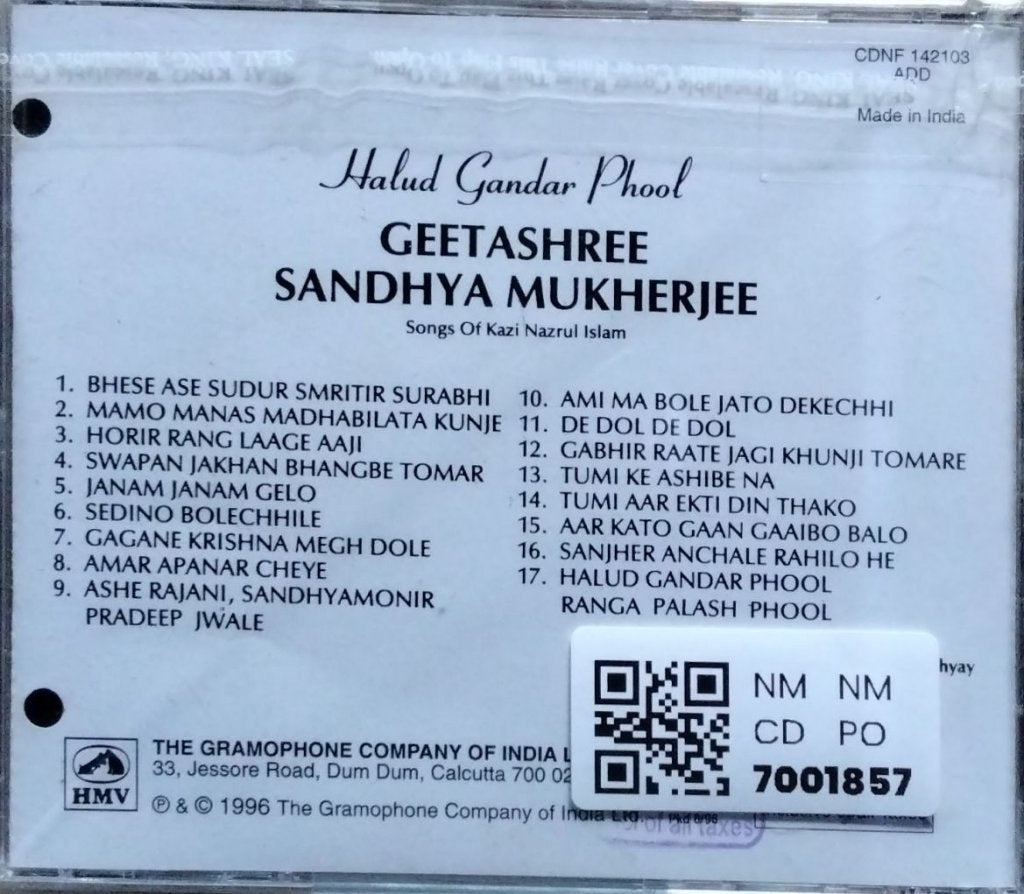 CDNF 142103
ADD
Made in India
Halud Gandar Phool
GEETASHREE
SANDHYA MUKHERJEE
Songs Of Kazi Nazrul Islam
1. BHESE ASE SUDUR SMRITIR SURABHI
2. MAMO MANAS MADHABILATA KUNJE
3. HORIR RANG LAAGE AAJI
4. SWAPAN JAKHAN BHANGBE TOMAR
5. JANAM JANAM GELO
6. SEDINO BOLECHHILE
7. GAGANE KRISHNA MEGH DOLE
8. AMAR APANAR CHEYE
9. ASHE RAJANI, SANDHYAMONIR
PRADEEP JWALE
10. AMI MA BOLE JATO DEKECHHI
11. DE DOL DE DOL
12. GABHIR RAATE JAGI KHUNJI TOMARE
13. TUMI KE ASHIBE NA
14. TUMI AAR EKTI DIN THAKO
15. AAR KATO GAAN GAAIBO BALO
16. SANJHER ANCHALE RAHILO HE
17. HALUD GANDAR PHOOL
RANGA PALASH PHOOL
hyay
NM NM
CD PO
7001857
HMV
THE GRAMOPHONE COMPANY OF INDIA
33, Jessore Road, Dum Dum, Calcutta 700 02
℗ & © 1996 The Gramophone Company of India Ltd.
of all taxes